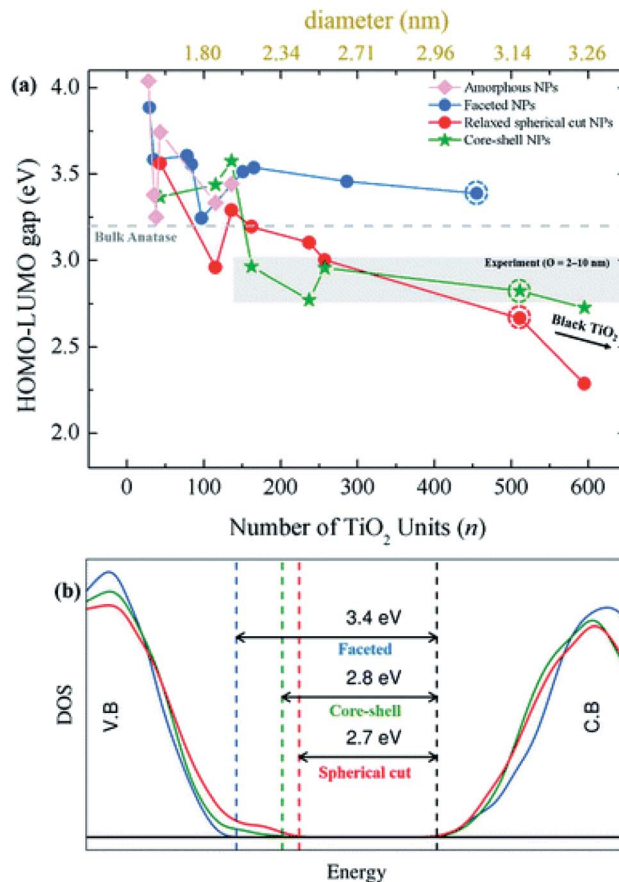 diameter (nm)
1.80 2.34 2.71 2.96 3.14 3.26
(a)
4.0
3.5
3.0
2.5
2.0
HOMO-LUMO gap (eV)
Amorphous NPs
Faceted NPs
Relaxed spherical cut NPs
Core-shell NPs
Bulk Anatase
Experiment (Ø = 2–10 nm)
Black TiO₂
0 100 200 300 400 500 600
Number of TiO₂ Units (n)
(b)
DOS
V.B
C.B
3.4 eV
Faceted
2.8 eV
Core-shell
2.7 eV
Spherical cut
Energy